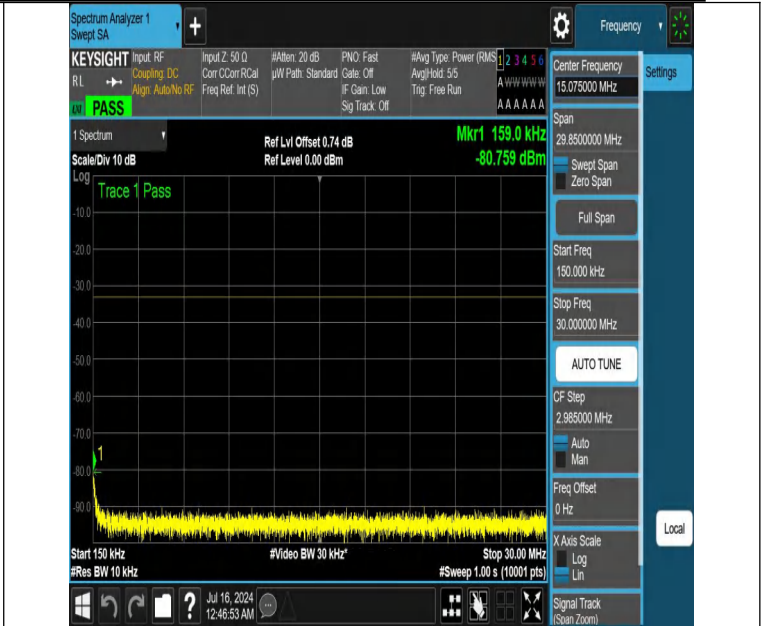 Spectrum Analyzer 1
Swept SA
+
Frequency
KEYSIGHT Input: RF Input Z: 50 Ω #Atten: 20 dB PNO: Fast #Avg Type: Power (RMS 1 2 3 4 5 6
RL Coupling: DC Corr CCorr RCal µW Path: Standard Gate: Off Avg|Hold: 5/5 A W W W W W
Align: Auto/No RF Freq Ref: Int (S) IF Gain: Low Trig: Free Run
LXI PASS Sig Track: Off A A A A A A
1 Spectrum
Scale/Div 10 dB
Ref Lvl Offset 0.74 dB
Ref Level 0.00 dBm
Mkr1 159.0 kHz
-80.759 dBm
Log
Trace 1 Pass
-10.0
-20.0
-30.0
-40.0
-50.0
-60.0
-70.0
1
-80.0
-90.0
Start 150 kHz #Video BW 30 kHz* Stop 30.00 MHz
#Res BW 10 kHz #Sweep 1.00 s (10001 pts)
Jul 16, 2024
12:46:53 AM
?
Center Frequency
15.075000 MHz
Settings
Span
29.8500000 MHz
Swept Span
Zero Span
Full Span
Start Freq
150.000 kHz
Stop Freq
30.000000 MHz
AUTO TUNE
CF Step
2.985000 MHz
Auto
Man
Freq Offset
0 Hz
Local
X Axis Scale
Log
Lin
Signal Track
(Span Zoom)